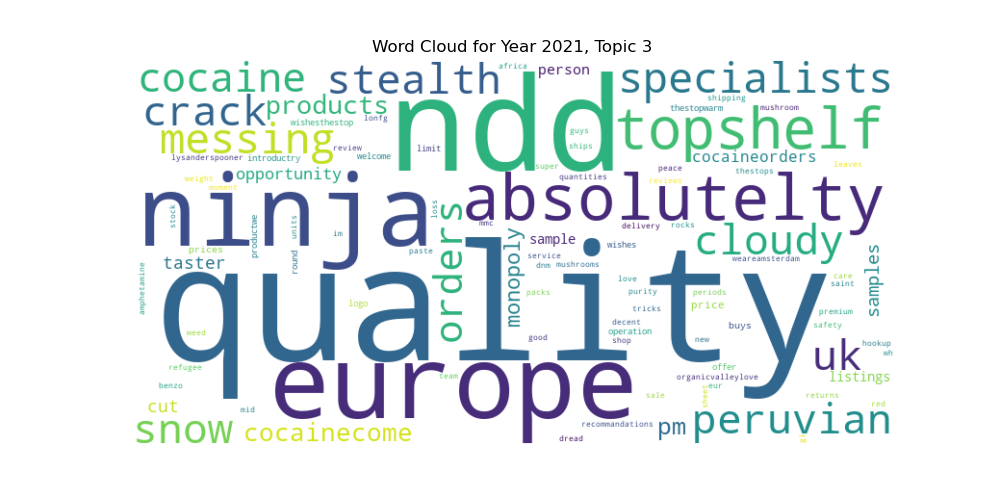 Word Cloud for Year 2021, Topic 3
cocaine
stealth
africa
person
specialists
ndd
crack
products
wishesthestop
lonfg
guys
thestopwarm
shipping
mushroom
topshelf
messing
review
limit
ships
lysanderspooner
introductry
welcome
opportunity
super
quantities
peace
reviews
cocaineorders
thestops
leaves
weight
moment
ninja
absolutelty
stock
productwe
units
round
im
loss
mmc
delivery
rocks
orders
monopoly
sample
wishes
cloudy
prices
taster
paste
service
dnm
mushrooms
weareamsterdam
samples
amphetamine
quality
love
purity
periods
price
care
saint
logo
packs
tricks
premium
decent
operation
shop
new
buys
safety
weed
good
uk
hookup
wh
refugee
benzo
europe
team
organicvalleylove
offer
eur
listings
cut
mid
sale
sheet
returns
red
snow
cocainecome
dread
recommandations
pm
peruvian